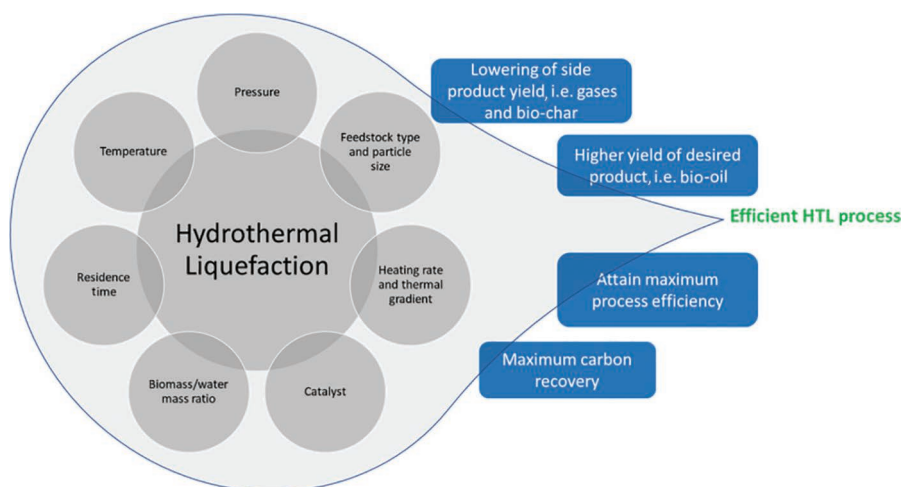 Pressure
Feedstock type
and particle
size
Temperature
Hydrothermal
Liquefaction
Heating rate
and thermal
gradient
Residence
time
Biomass/water
mass ratio
Catalyst
Lowering of side
product yield, i.e. gases
and bio-char
Higher yield of desired
product, i.e. bio-oil
Efficient HTL process
Attain maximum
process efficiency
Maximum carbon
recovery